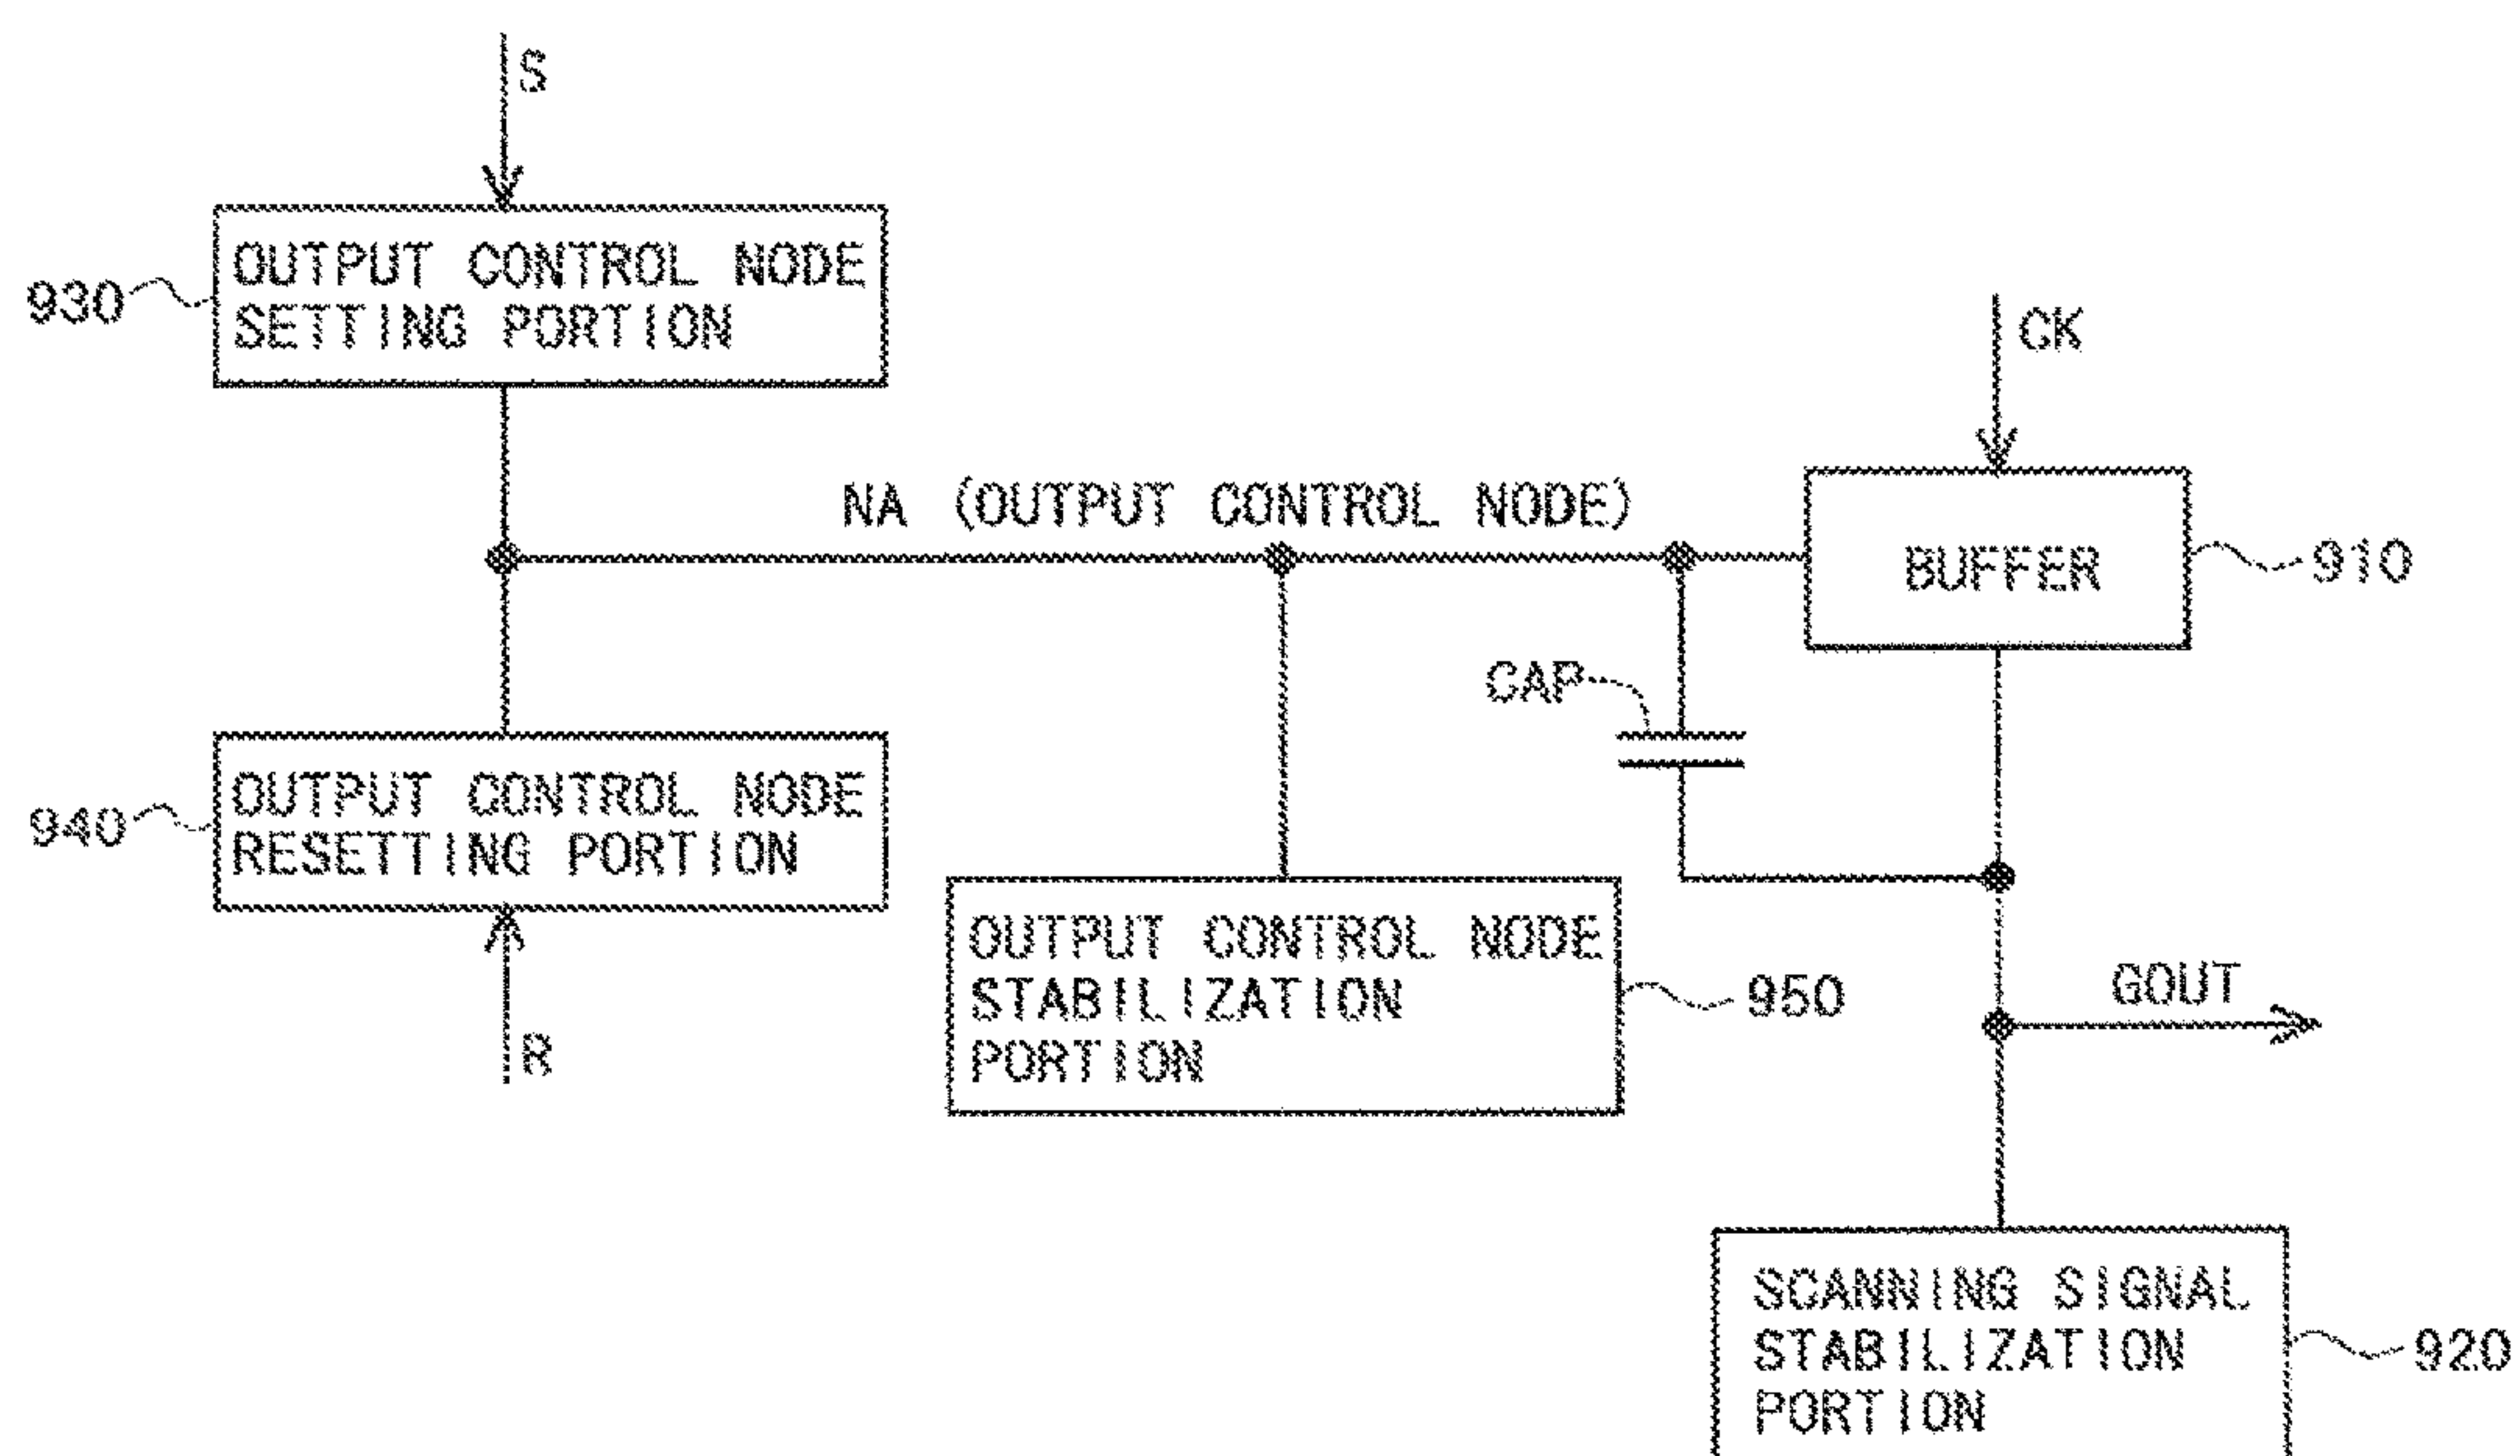 S
OUTPUT CONTROL NODE
SETTING PORTION
930
CK
NA (OUTPUT CONTROL NODE)
BUFFER
910
CAP
OUTPUT CONTROL NODE
RESETTING PORTION
940
OUTPUT CONTROL NODE
STABILIZATION
PORTION
950
GOUT
R
SCANNING SIGNAL
STABILIZATION
PORTION
920